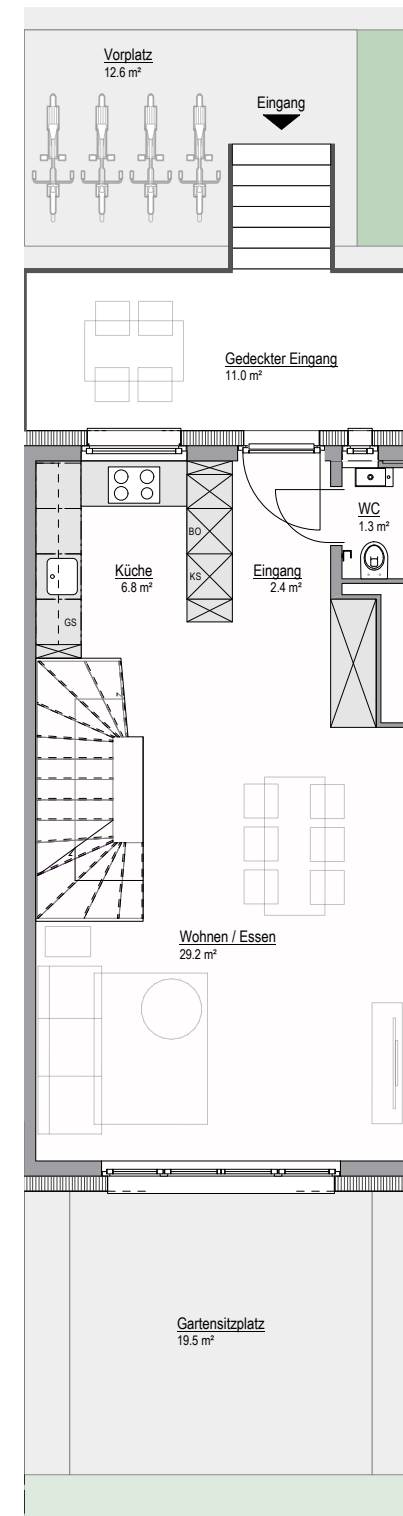 Vorplatz
12.6 m²
Eingang
Gedeckter Eingang
11.0 m²
WC
1.3 m²
BO
Küche
6.8 m²
KS
Eingang
2.4 m²
GS
Wohnen / Essen
29.2 m²
Gartensitzplatz
19.5 m²